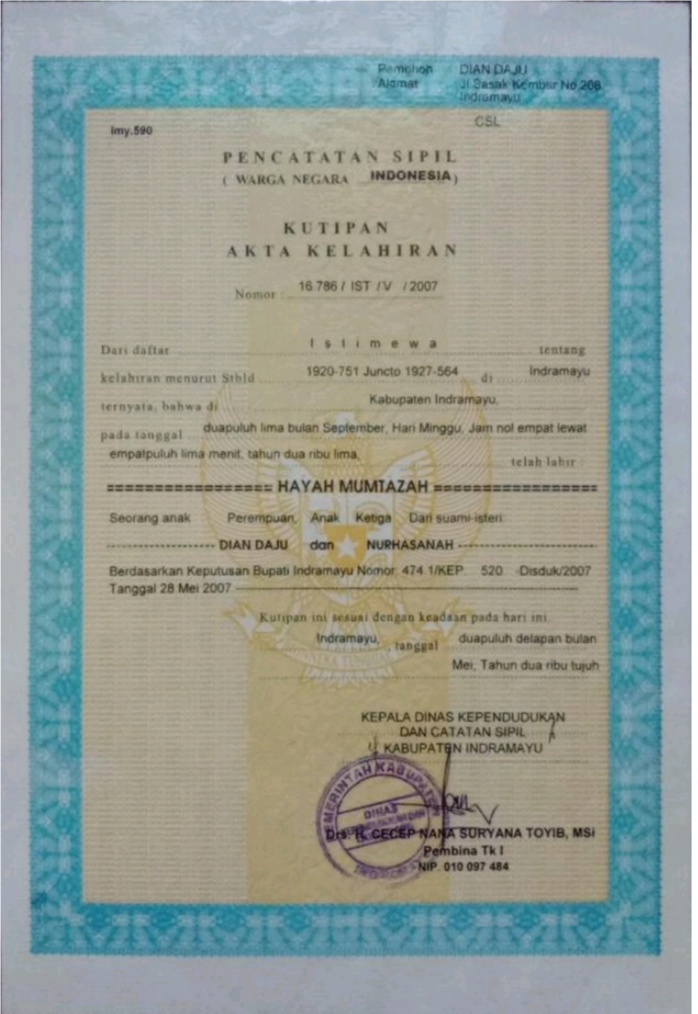 Pemohon DIAN DAJU
Alamat Jl Sasak Kembar No 208
Indramayu
CSL
imy.590
PENCATATAN SIPIL
( WARGA NEGARA INDONESIA )
KUTIPAN
AKTA KELAHIRAN
Nomor : 16.786 / IST / V / 2007
Dari daftar Istimewa tentang
kelahiran menurut Stbld 1920-751 Juncto 1927-564 di Indramayu
ternyata, bahwa di Kabupaten Indramayu,
pada tanggal duapuluh lima bulan September, Hari Minggu, Jam nol empat lewat
empatpuluh lima menit, tahun dua ribu lima, telah lahir :
================= HAYAH MUMTAZAH =================
Seorang anak Perempuan, Anak Ketiga Dari suami-isteri:
DIAN DAJU dan NURHASANAH
Berdasarkan Keputusan Bupati Indramayu Nomor: 474.1/KEP. 520 -Disduk/2007
Tanggal 28 Mei 2007
Kutipan ini sesuai dengan keadaan pada hari ini.
Indramayu, tanggal duapuluh delapan bulan
Mei, Tahun dua ribu tujuh
KEPALA DINAS KEPENDUDUKAN
DAN CATATAN SIPIL
KABUPATEN INDRAMAYU
PEMERINTAH KABUPATEN
DINAS
Drs. H. CECEP NANA SURYANA TOYIB, MSi
Pembina Tk I
NIP. 010 097 484